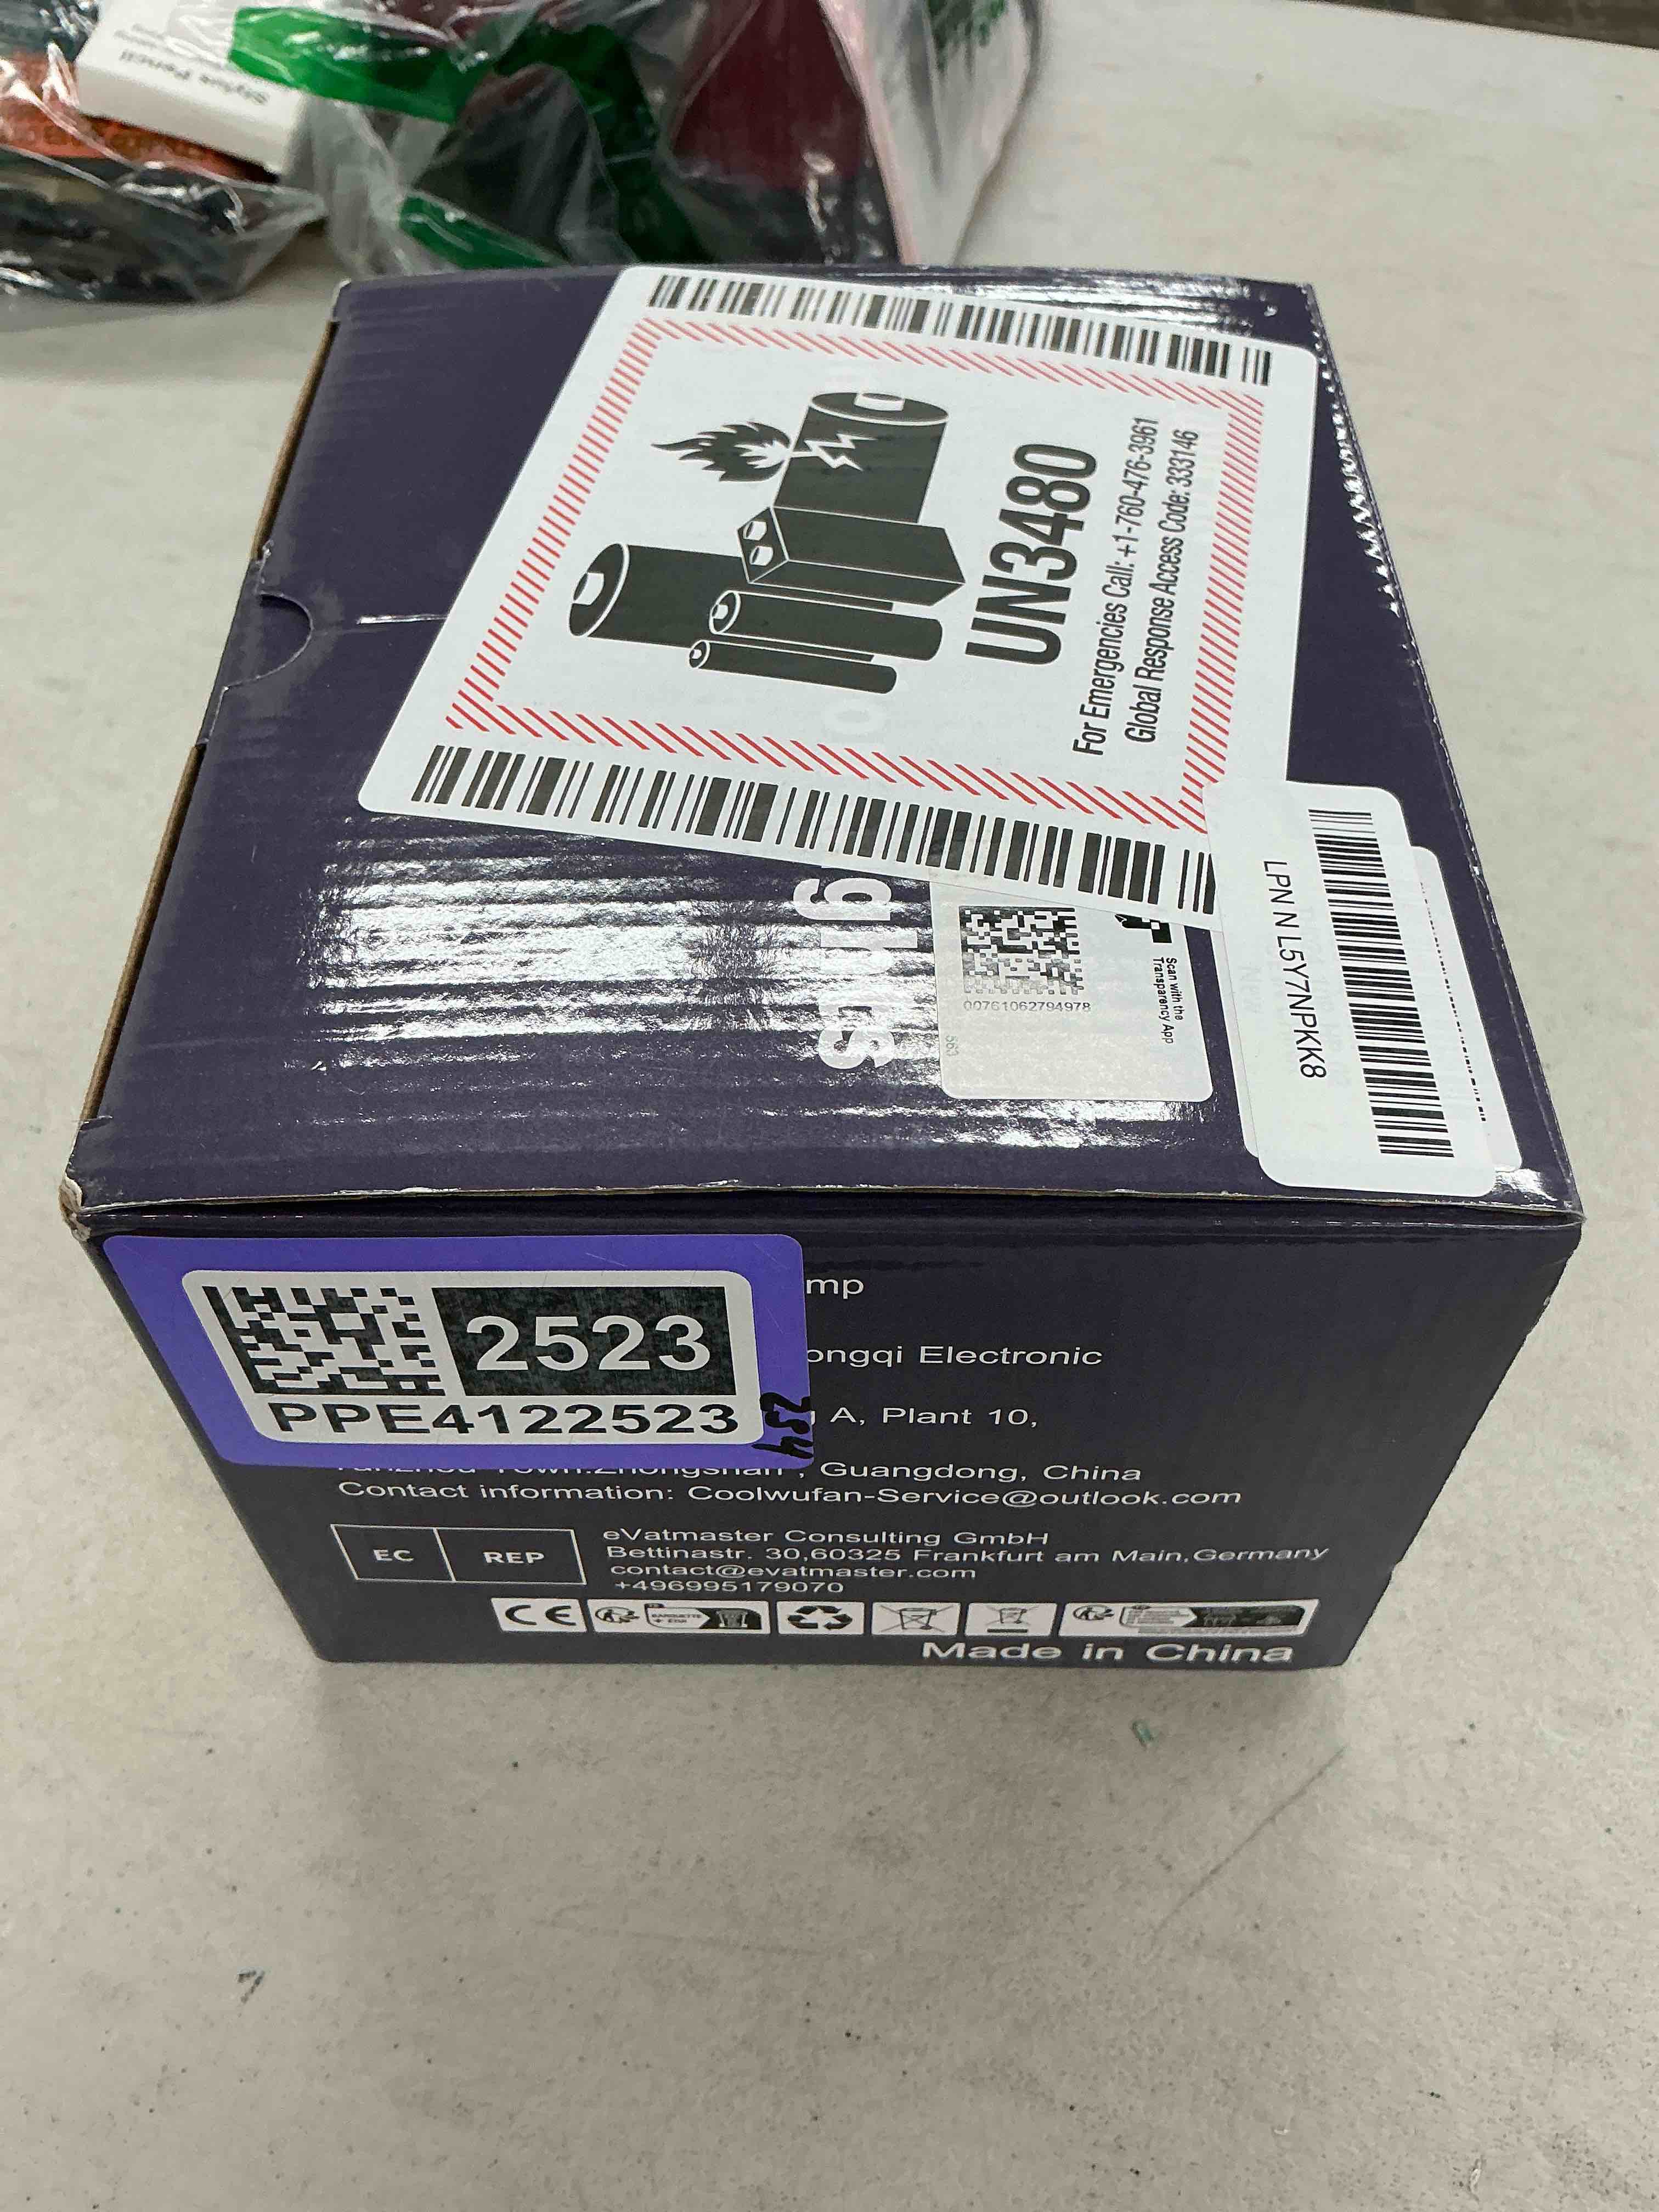 Stylus Pencil
UN3480
For Emergencies Call: +1-760-476-3961
Global Response Access Code: 333146
ghts
00761062794978
Scan with the
Transparency App
563
LPN N L5Y7NPKK8
2523
PPE4122523
254
mp
ongqi Electronic
A, Plant 10,
, Guangdong, China
Contact information: Coolwufan-Service@outlook.com
EC REP
eVatmaster Consulting GmbH
Bettinastr. 30,60325 Frankfurt am Main,Germany
contact@evatmaster.com
+496995179070
CE
Made in China